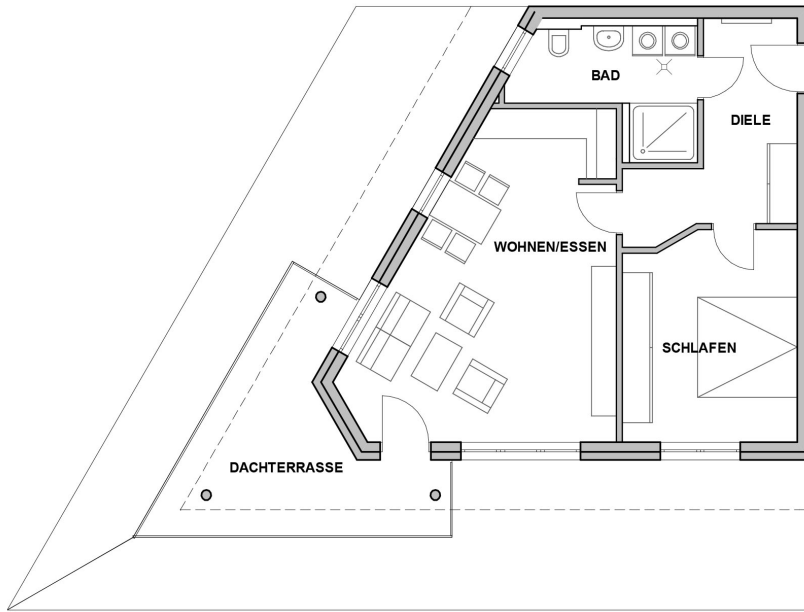 BAD
DIELE
WOHNEN/ESSEN
SCHLAFEN
DACHTERRASSE